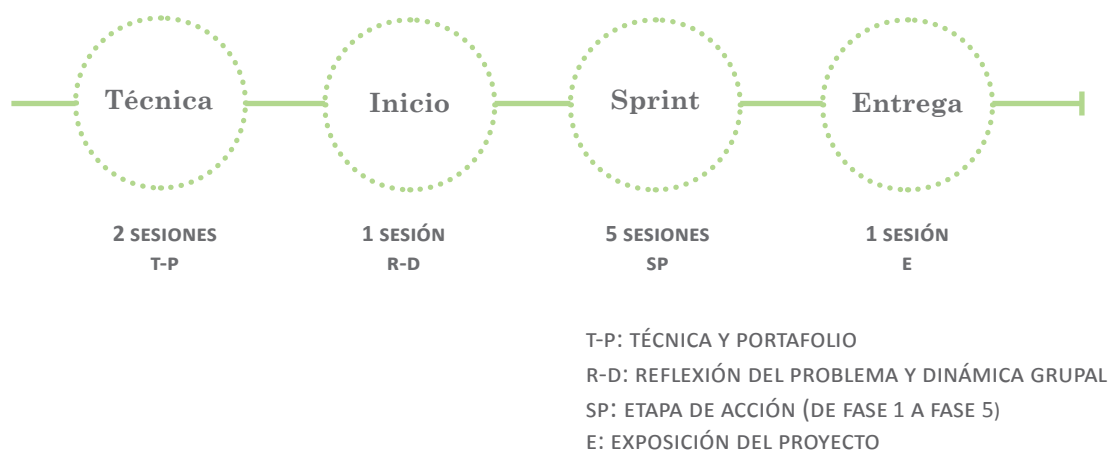 Técnica
Inicio
Sprint
Entrega
2 SESIONES
T-P
1 SESIÓN
R-D
5 SESIONES
SP
1 SESIÓN
E
T-P: TÉCNICA Y PORTAFOLIO
R-D: REFLEXIÓN DEL PROBLEMA Y DINÁMICA GRUPAL
SP: ETAPA DE ACCIÓN (DE FASE 1 A FASE 5)
E: EXPOSICIÓN DEL PROYECTO